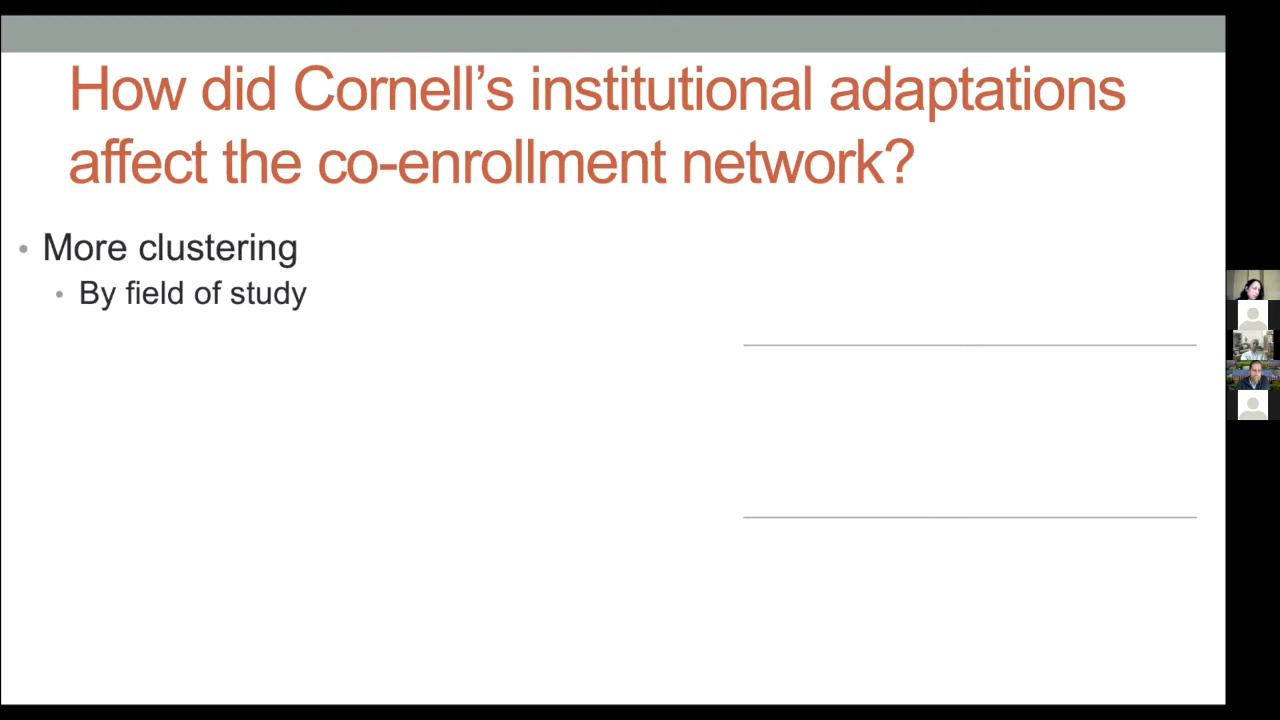 How did Cornell’s institutional adaptations
affect the co-enrollment network?
• More clustering
• By field of study